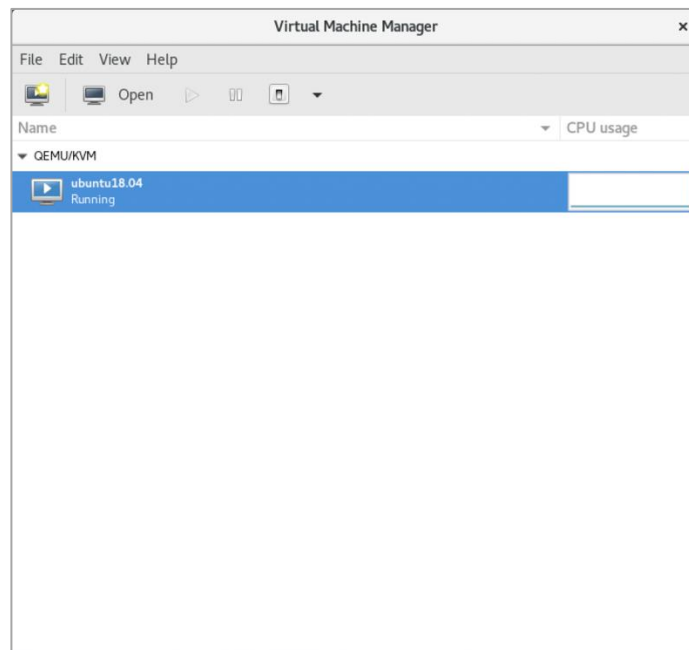 Virtual Machine Manager ×
File Edit View Help
Open
Name CPU usage
QEMU/KVM
ubuntu18.04
Running